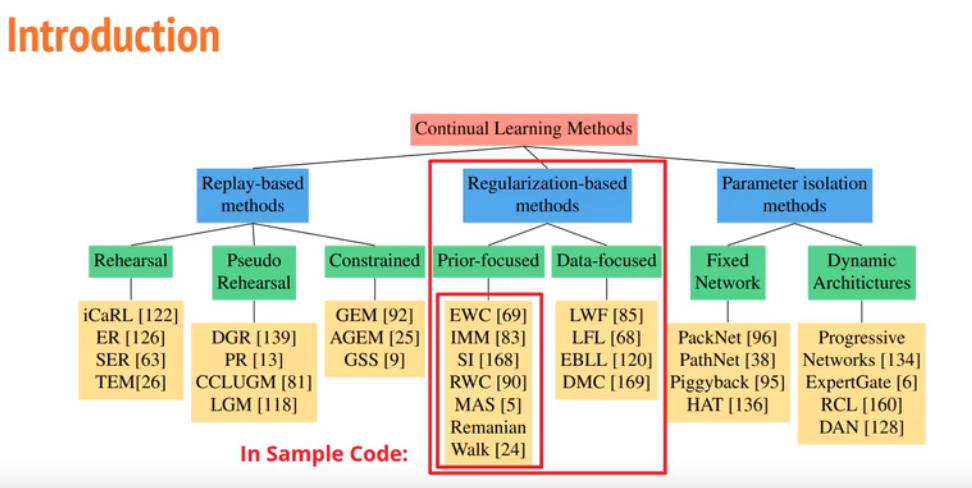 Introduction
Continual Learning Methods
Replay-based
methods
Regularization-based
methods
Parameter isolation
methods
Rehearsal
Pseudo
Rehearsal
Constrained
Prior-focused
Data-focused
Fixed
Network
Dynamic
Architictures
iCaRL [122]
ER [126]
SER [63]
TEM[26]
DGR [139]
PR [13]
CCLUGM [81]
LGM [118]
GEM [92]
AGEM [25]
GSS [9]
EWC [69]
IMM [83]
SI [168]
RWC [90]
MAS [5]
Remanian
Walk [24]
LWF [85]
LFL [68]
EBLL [120]
DMC [169]
PackNet [96]
PathNet [38]
Piggyback [95]
HAT [136]
Progressive
Networks [134]
ExpertGate [6]
RCL [160]
DAN [128]
In Sample Code: